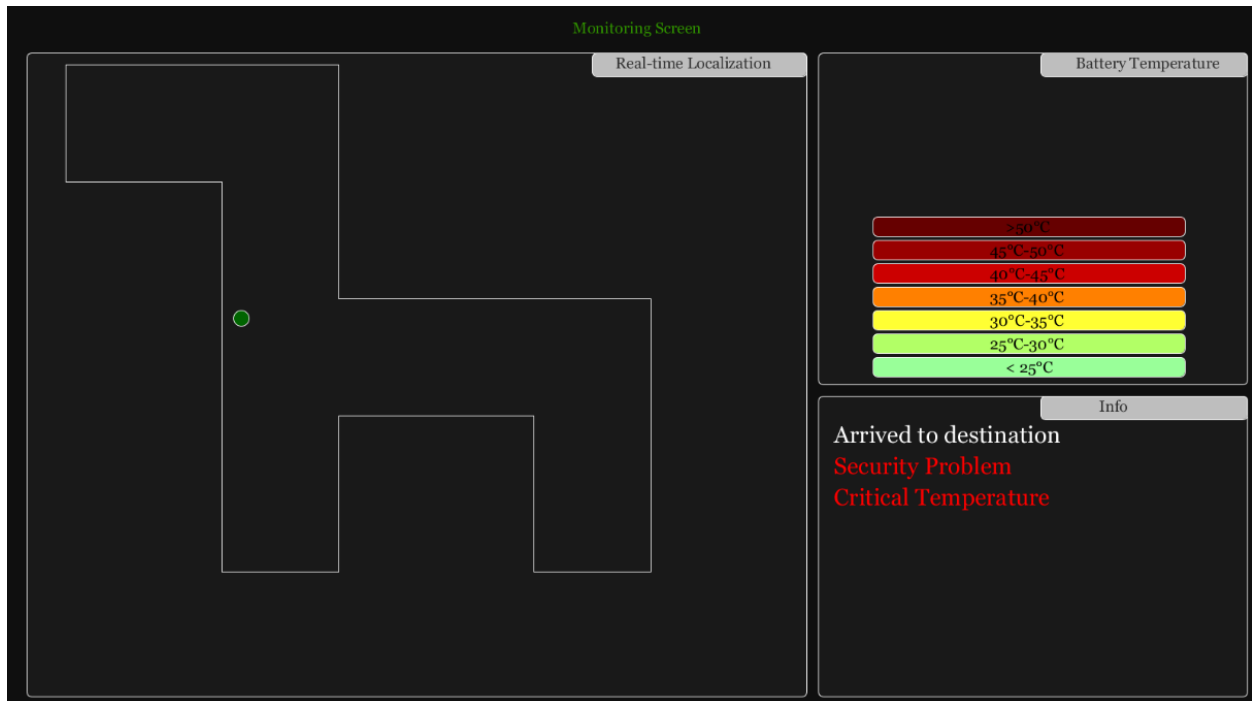 Monitoring Screen
Real-time Localization
Battery Temperature
>50°C
45°C-50°C
40°C-45°C
35°C-40°C
30°C-35°C
25°C-30°C
< 25°C
Info
Arrived to destination
Security Problem
Critical Temperature